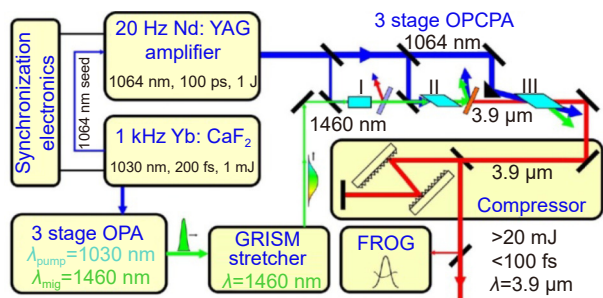 20 Hz Nd: YAG
amplifier
1064 nm, 100 ps, 1 J
Synchronization
electronics
1064 nm seed
1 kHz Yb: CaF₂
1030 nm, 200 fs, 1 mJ
3 stage OPA
λpump=1030 nm
λmig=1460 nm
GRISM
stretcher
λ=1460 nm
3 stage OPCPA
1064 nm
I
II
III
1460 nm
3.9 μm
3.9 μm
Compressor
FROG
>20 mJ
<100 fs
λ=3.9 μm